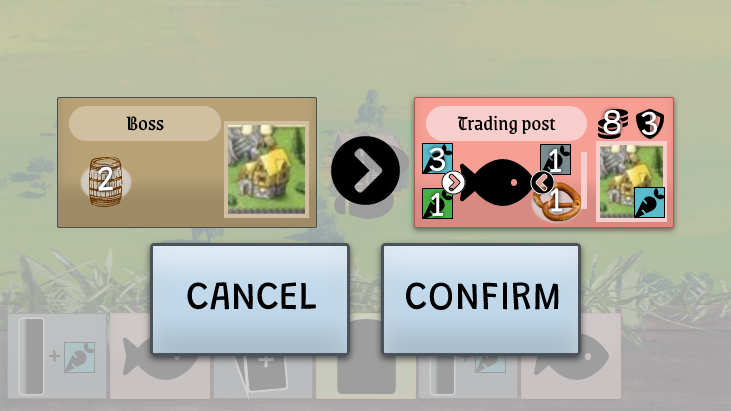 Boss
2
Trading post
8 3
3 1
1 1
CANCEL
CONFIRM
+
+
+